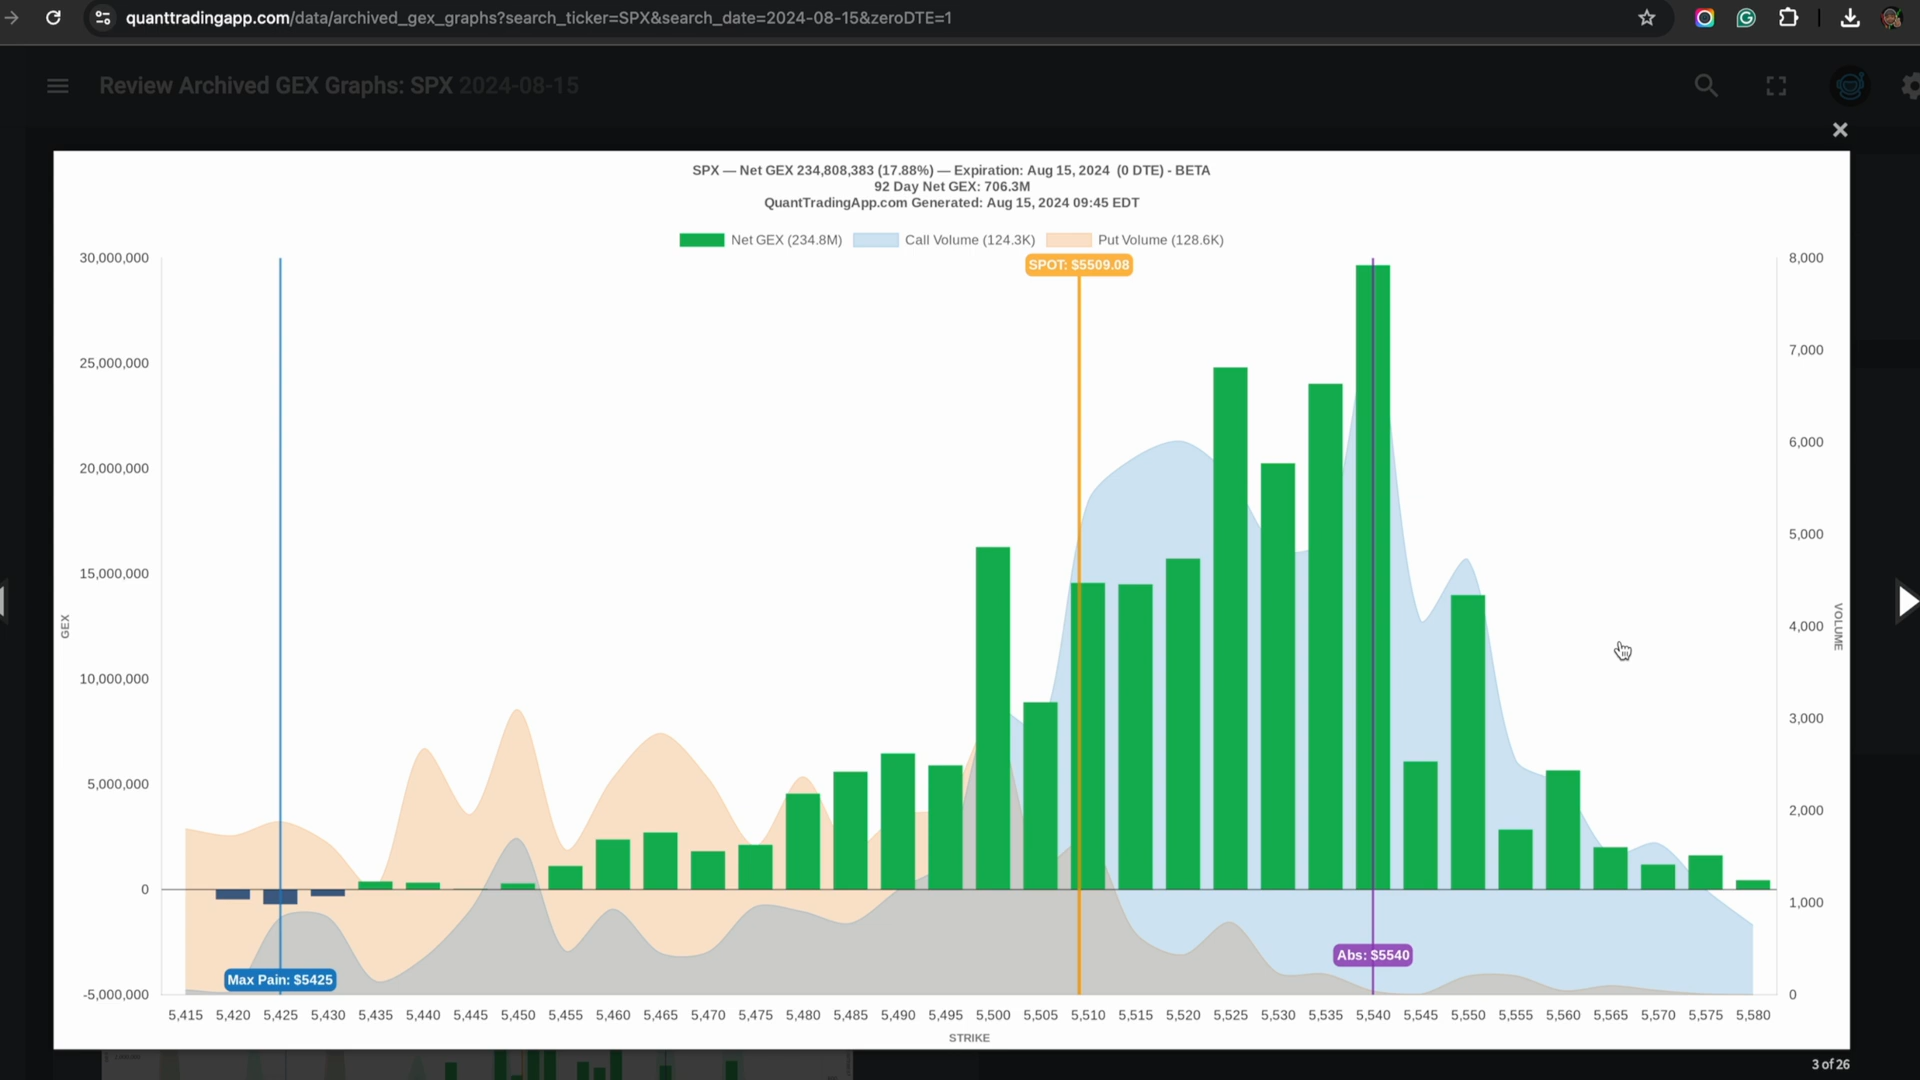 quanttradingapp.com/data/archived_gex_graphs?search_ticker=SPX&search_date=2024-08-15&zeroDTE=1
Review Archived GEX Graphs: SPX 2024-08-15
SPX — Net GEX 234,808,383 (17.88%) — Expiration: Aug 15, 2024 (0 DTE) - BETA
92 Day Net GEX: 706.3M
QuantTradingApp.com Generated: Aug 15, 2024 09:45 EDT
Net GEX (234.8M) Call Volume (124.3K) Put Volume (128.6K)
SPOT: $5509.08
30,000,000
25,000,000
20,000,000
15,000,000
10,000,000
5,000,000
0
-5,000,000
GEX
8,000
7,000
6,000
5,000
4,000
3,000
2,000
1,000
0
VOLUME
Max Pain: $5425
Abs: $5540
5,415 5,420 5,425 5,430 5,435 5,440 5,445 5,450 5,455 5,460 5,465 5,470 5,475 5,480 5,485 5,490 5,495 5,500 5,505 5,510 5,515 5,520 5,525 5,530 5,535 5,540 5,545 5,550 5,555 5,560 5,565 5,570 5,575 5,580
STRIKE
3 of 26